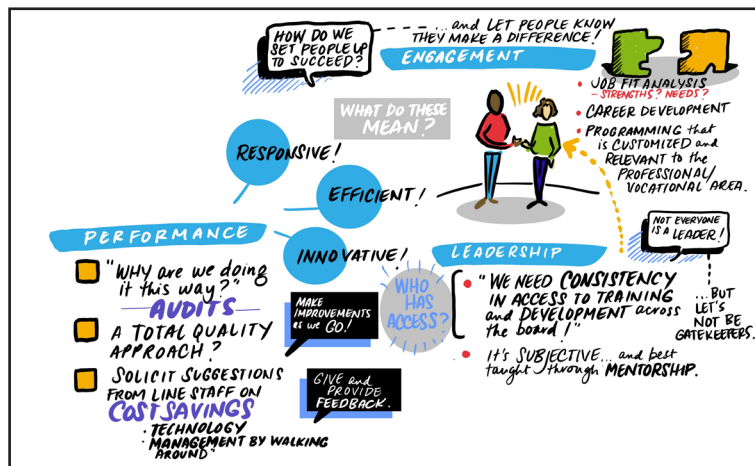 HOW DO WE
SET PEOPLE UP
TO SUCCEED?
...and LET PEOPLE KNOW
THEY MAKE A DIFFERENCE!
ENGAGEMENT
• JOB FIT ANALYSIS
- STRENGTHS? NEEDS?
• CAREER DEVELOPMENT
• PROGRAMMING that
is CUSTOMIZED and
RELEVANT to the
PROFESSIONAL/
VOCATIONAL AREA.
WHAT DO THESE
MEAN?
RESPONSIVE!
EFFICIENT!
INNOVATIVE!
PERFORMANCE
"WHY are we doing
it this way?"
AUDITS
A TOTAL QUALITY
APPROACH?
SOLICIT SUGGESTIONS
FROM LINE STAFF ON
COST SAVINGS
• TECHNOLOGY
• MANAGEMENT BY WALKING
AROUND"
MAKE
IMPROVEMENTS
as we GO!
GIVE and
PROVIDE
FEEDBACK.
LEADERSHIP
WHO
HAS
ACCESS?
• "WE NEED CONSISTENCY
IN ACCESS TO TRAINING
and DEVELOPMENT across
the board!"
• It's SUBJECTIVE... and best
taught through MENTORSHIP.
NOT EVERYONE
IS A LEADER!
...BUT
LET'S
NOT BE
GATEKEEPERS.